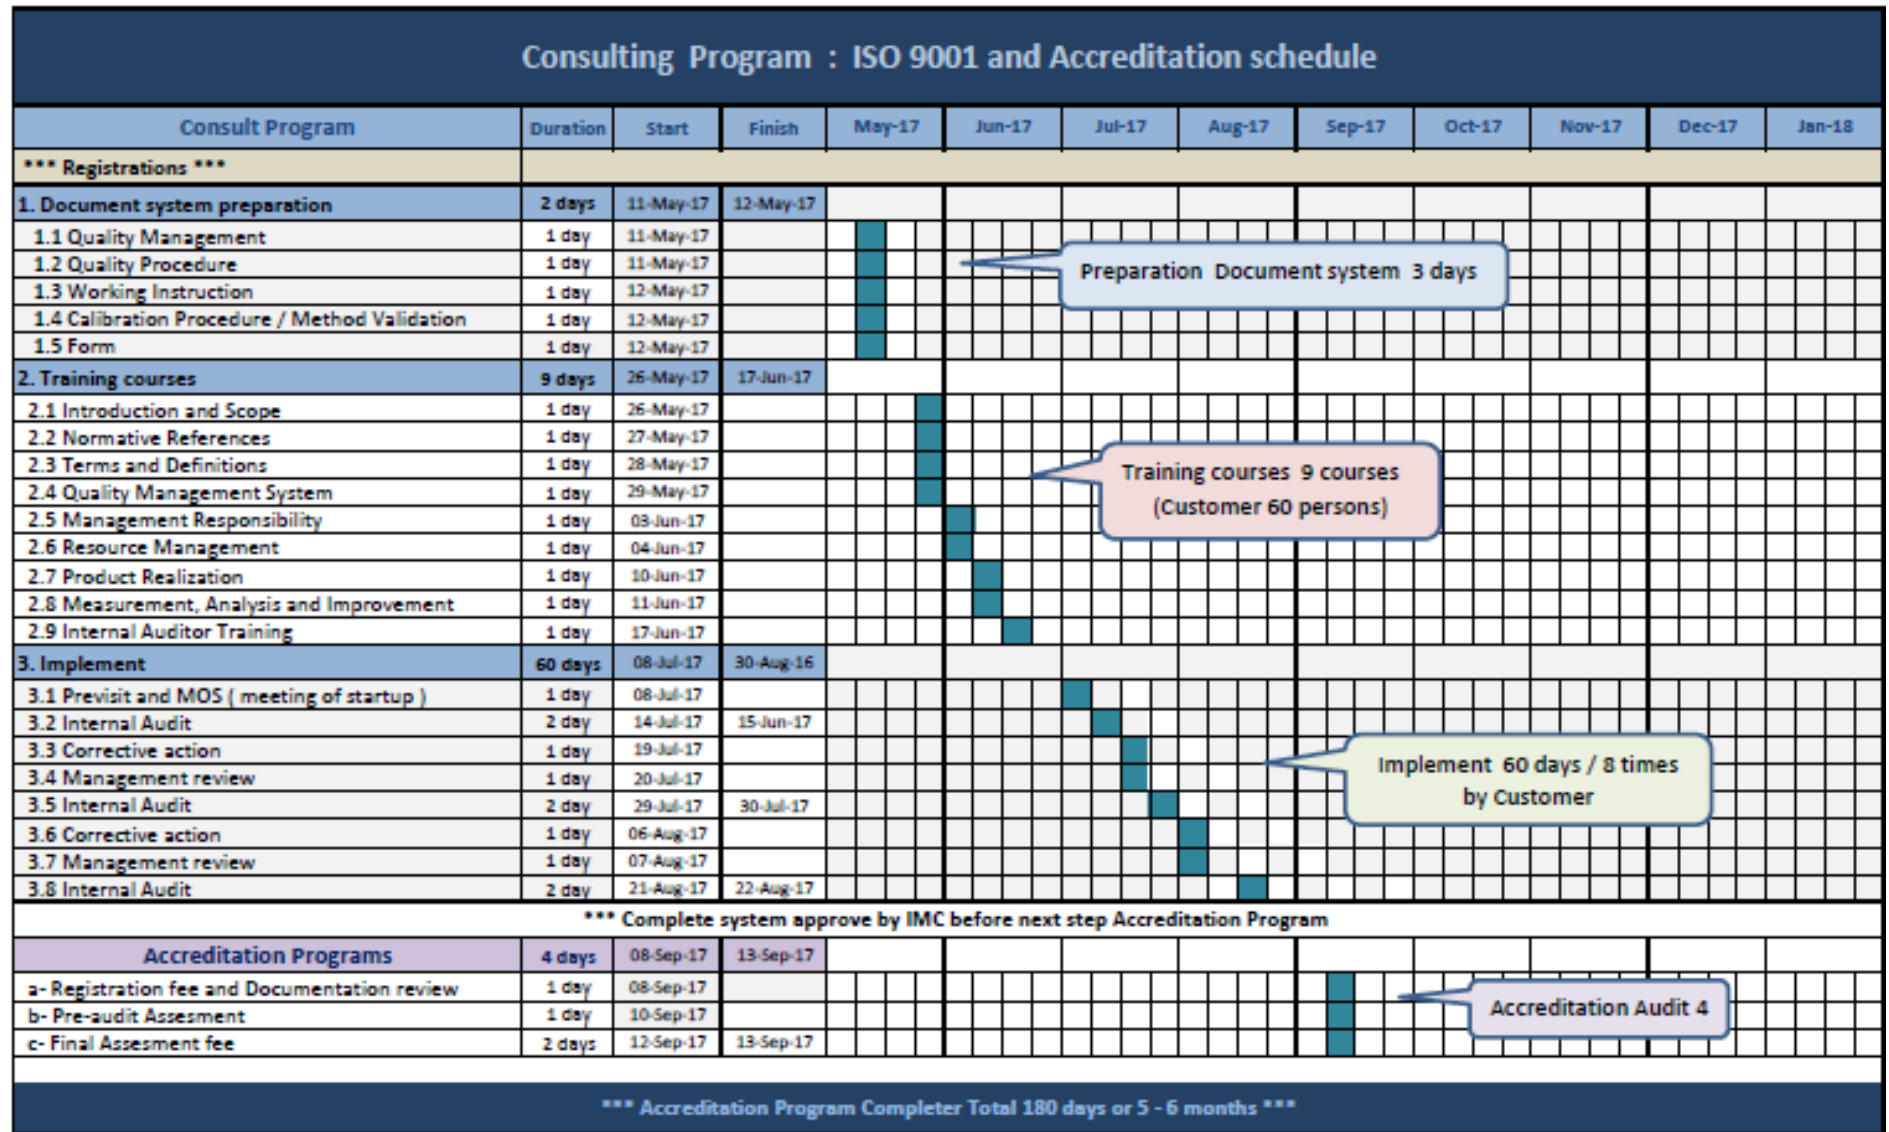 Consulting Program : ISO 9001 and Accreditation schedule
Consult Program Duration Start Finish May-17 Jun-17 Jul-17 Aug-17 Sep-17 Oct-17 Nov-17 Dec-17 Jan-18
*** Registrations ***
1. Document system preparation 2 days 11-May-17 12-May-17
1.1 Quality Management 1 day 11-May-17
1.2 Quality Procedure 1 day 11-May-17
Preparation Document system 3 days
1.3 Working Instruction 1 day 12-May-17
1.4 Calibration Procedure / Method Validation 1 day 12-May-17
1.5 Form 1 day 12-May-17
2. Training courses 9 days 26-May-17 17-Jun-17
2.1 Introduction and Scope 1 day 26-May-17
2.2 Normative References 1 day 27-May-17
2.3 Terms and Definitions 1 day 28-May-17
Training courses 9 courses
(Customer 60 persons)
2.4 Quality Management System 1 day 29-May-17
2.5 Management Responsibility 1 day 03-Jun-17
2.6 Resource Management 1 day 04-Jun-17
2.7 Product Realization 1 day 10-Jun-17
2.8 Measurement, Analysis and Improvement 1 day 11-Jun-17
2.9 Internal Auditor Training 1 day 17-Jun-17
3. Implement 60 days 08-Jul-17 30-Aug-16
3.1 Previsit and MOS ( meeting of startup ) 1 day 08-Jul-17
3.2 Internal Audit 2 day 14-Jul-17 15-Jun-17
3.3 Corrective action 1 day 19-Jul-17
3.4 Management review 1 day 20-Jul-17
Implement 60 days / 8 times
by Customer
3.5 Internal Audit 2 day 29-Jul-17 30-Jul-17
3.6 Corrective action 1 day 06-Aug-17
3.7 Management review 1 day 07-Aug-17
3.8 Internal Audit 2 day 21-Aug-17 22-Aug-17
*** Complete system approve by IMC before next step Accreditation Program
Accreditation Programs 4 days 08-Sep-17 13-Sep-17
a- Registration fee and Documentation review 1 day 08-Sep-17
b- Pre-audit Assesment 1 day 10-Sep-17
Accreditation Audit 4
c- Final Assesment fee 2 days 12-Sep-17 13-Sep-17
*** Accreditation Program Completer Total 180 days or 5 - 6 months ***